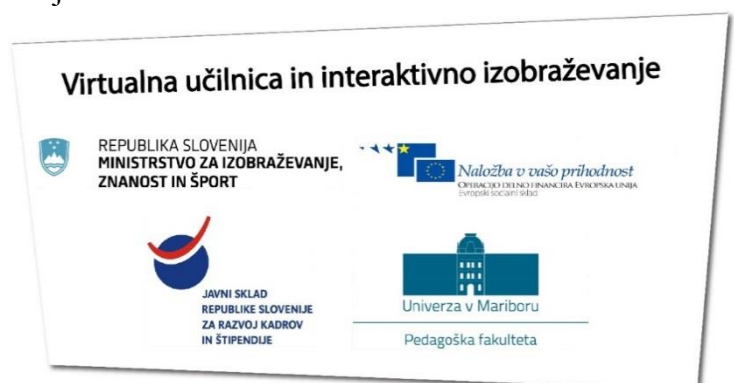 Virtualna učilnica in interaktivno izobraževanje
REPUBLIKA SLOVENIJA
MINISTRSTVO ZA IZOBRAŽEVANJE,
ZNANOST IN ŠPORT
Naložba v vašo prihodnost
OPERACIJO DELNO FINANCIRA EVROPSKA UNIJA
Evropski socialni sklad
JAVNI SKLAD
REPUBLIKE SLOVENIJE
ZA RAZVOJ KADROV
IN ŠTIPENDIJE
Univerza v Mariboru
Pedagoška fakulteta